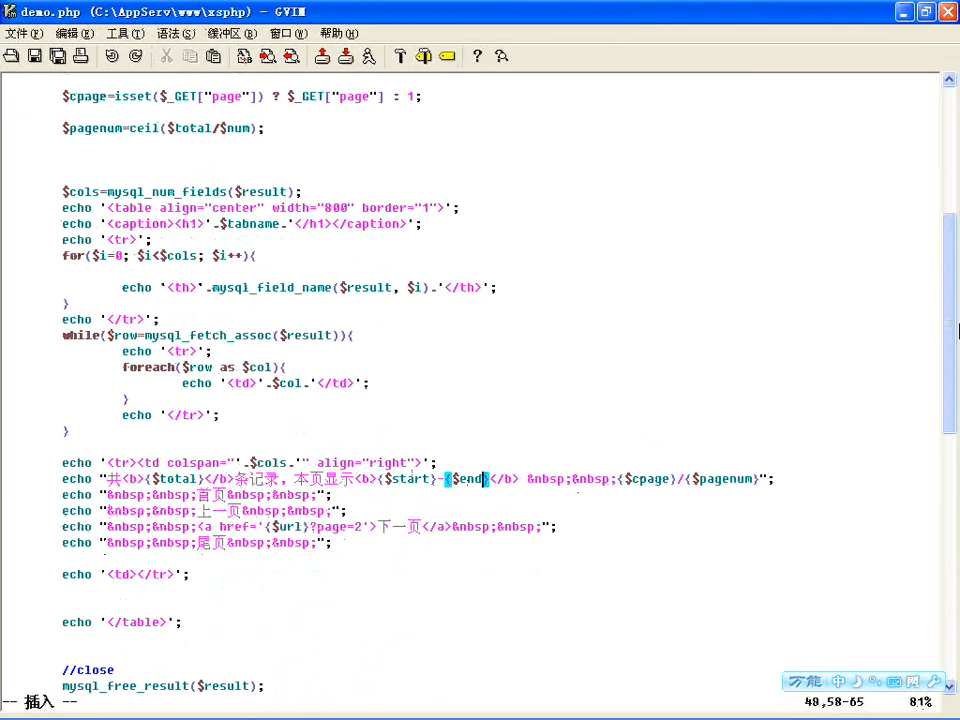 demo.php (C:\AppServ\www\xsphp) - GVIM
文件(F) 编辑(E) 工具(T) 语法(S) 缓冲区(B) 窗口(W) 帮助(H)
$cpage=isset($_GET["page"]) ? $_GET["page"] : 1;
$pagenum=ceil($total/$num);
$cols=mysql_num_fields($result);
echo '<table align="center" width="800" border="1">';
echo '<caption><h1>'.$tabname.'</h1></caption>';
echo '<tr>';
for($i=0; $i<$cols; $i++){
echo '<th>'.mysql_field_name($result, $i).'</th>';
}
echo '</tr>';
while($row=mysql_fetch_assoc($result)){
echo '<tr>';
foreach($row as $col){
echo '<td>'.$col.'</td>';
}
echo '</tr>';
}
echo '<tr><td colspan="'.$cols.'" align="right">';
echo "共<b>{$total}</b>条记录，本页显示<b>{$start}-{$end}</b> &nbsp;&nbsp;{$cpage}/{$pagenum}";
echo "&nbsp;&nbsp;首页&nbsp;&nbsp;";
echo "&nbsp;&nbsp;上一页&nbsp;&nbsp;";
echo "&nbsp;&nbsp;<a href='{$url}?page=2'>下一页</a>&nbsp;&nbsp;";
echo "&nbsp;&nbsp;尾页&nbsp;&nbsp;";
echo '<td></tr>';
echo '</table>';
//close
mysql_free_result($result);
万能 中 网
-- 插入 -- 48,58-65 81%